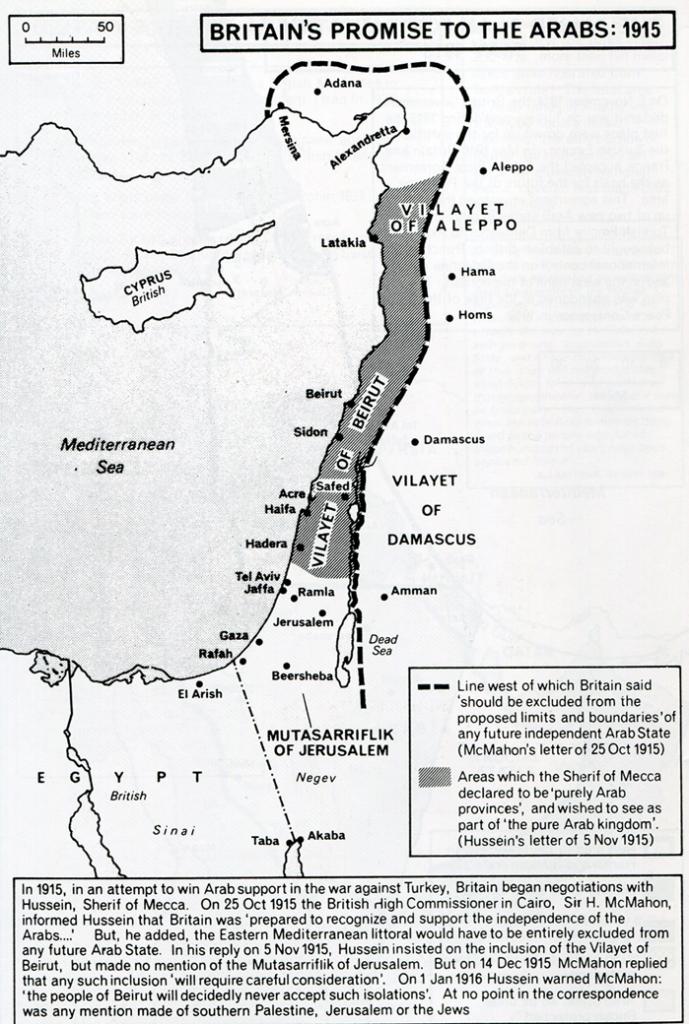 0 50
Miles
BRITAIN'S PROMISE TO THE ARABS: 1915
Adana
Mersina
Alexandretta
Aleppo
VILAYET
OF ALEPPO
Latakia
CYPRUS
British
Hama
Homs
Beirut
VILAYET OF BEIRUT
Sidon
Mediterranean
Sea
Damascus
Safed
Acre
Haifa
VILAYET
OF
DAMASCUS
Hadera
Tel Aviv
Jaffa
Ramla
Amman
Jerusalem
Gaza
Rafah
Dead
Sea
Beersheba
El Arish
MUTASARRIFLIK
OF JERUSALEM
EGYPT
British
Negev
Sinai
Taba
Akaba
Line west of which Britain said
'should be excluded from the
proposed limits and boundaries' of
any future independent Arab State
(McMahon's letter of 25 Oct 1915)
Areas which the Sherif of Mecca
declared to be 'purely Arab
provinces', and wished to see as
part of 'the pure Arab kingdom'.
(Hussein's letter of 5 Nov 1915)
In 1915, in an attempt to win Arab support in the war against Turkey, Britain began negotiations with
Hussein, Sherif of Mecca. On 25 Oct 1915 the British High Commissioner in Cairo, Sir H. McMahon,
informed Hussein that Britain was 'prepared to recognize and support the independence of the
Arabs....' But, he added, the Eastern Mediterranean littoral would have to be entirely excluded from
any future Arab State. In his reply on 5 Nov 1915, Hussein insisted on the inclusion of the Vilayet of
Beirut, but made no mention of the Mutasarriflik of Jerusalem. But on 14 Dec 1915 McMahon replied
that any such inclusion 'will require careful consideration'. On 1 Jan 1916 Hussein warned McMahon:
'the people of Beirut will decidedly never accept such isolations'. At no point in the correspondence
was any mention made of southern Palestine, Jerusalem or the Jews